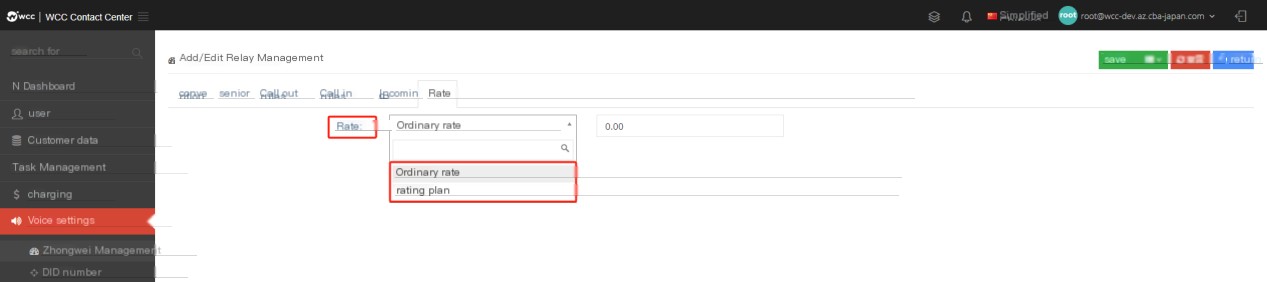 wcc | WCC Contact Center
Simplified
root root@wcc-dev.az.cba-japan.com
search for
Add/Edit Relay Management
save
return
N Dashboard
senior Call out Call in Incomin Rate
user
Rate: Ordinary rate 0.00
Customer data
Task Management
Ordinary rate
rating plan
$ charging
Voice settings
Zhongwei Management
DID number